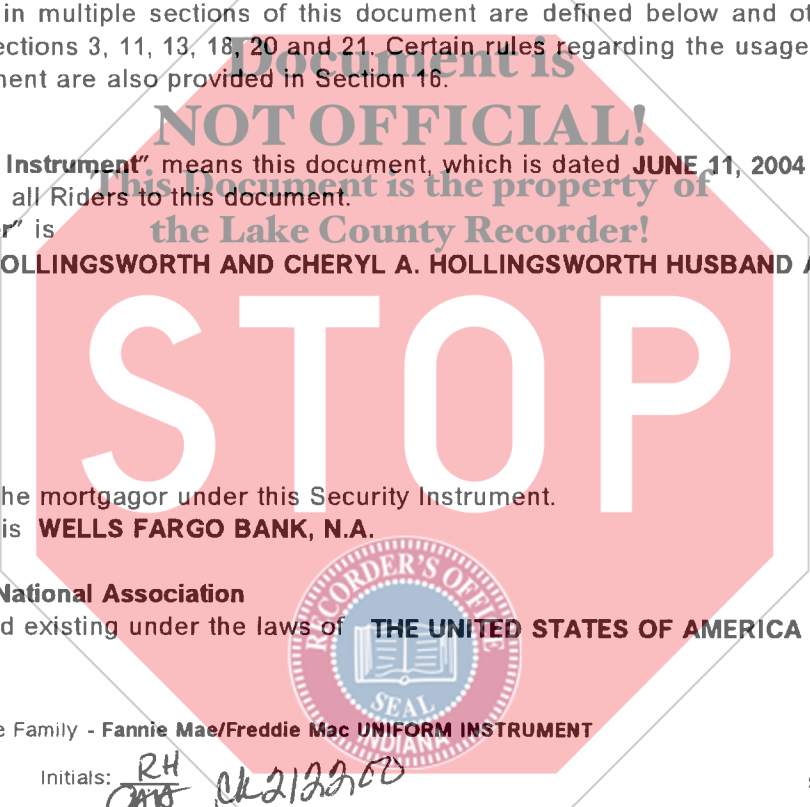 in multiple sections of this document are defined below and ot
ections 3, 11, 13, 18, 20 and 21. Certain rules regarding the usage
Document is
ment are also provided in Section 16.
NOT OFFICIAL!
Instrument" means this document, which is dated JUNE 11, 2004
This Document is the property of
all Riders to this document.
r" is
the Lake County Recorder!
OLLINGSWORTH AND CHERYL A. HOLLINGSWORTH HUSBAND A
STOP
he mortgagor under this Security Instrument.
is WELLS FARGO BANK, N.A.
National Association
d existing under the laws of THE UNITED STATES OF AMERICA
RECORDER'S OFFICE
SEAL
INDIANA
e Family - Fannie Mae/Freddie Mac UNIFORM INSTRUMENT
Initials: RH